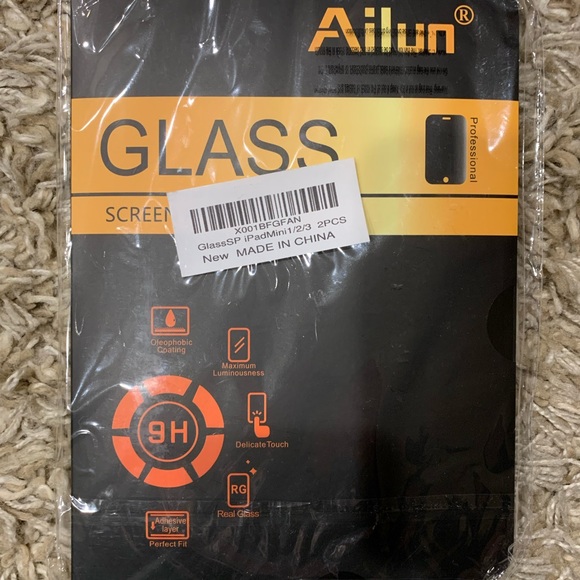 Ailun®
GLASS
Professional
SCREEN
X001BFGFAN
GlassSP iPadMini1/2/3 2PCS
New MADE IN CHINA
Oleophobic
Coating
Maximum
Luminousness
9H
Delicate Touch
RG
Real Glass
Adhesive
layer
Perfect Fit